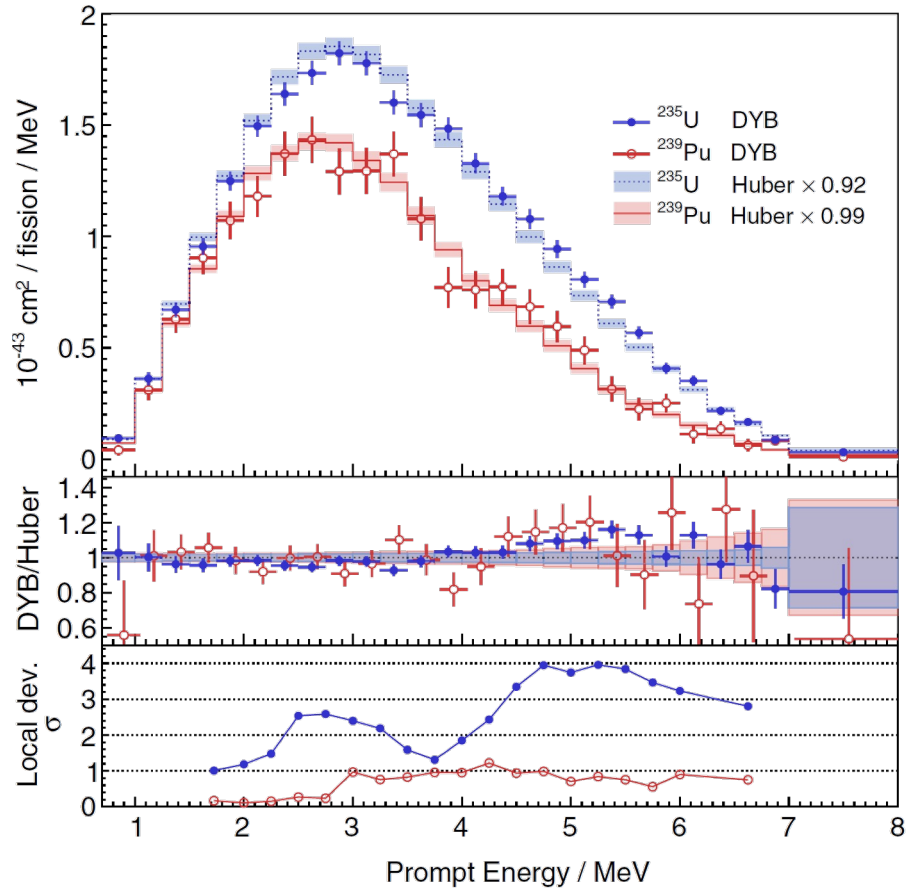 2
1.5
1
0.5
0
10⁻⁴³ cm² / fission / MeV
²³⁵U DYB
²³⁹Pu DYB
²³⁵U Huber × 0.92
²³⁹Pu Huber × 0.99
1.4
1.2
1
0.8
0.6
DYB/Huber
4
3
2
1
0
Local dev.
σ
1 2 3 4 5 6 7 8
Prompt Energy / MeV